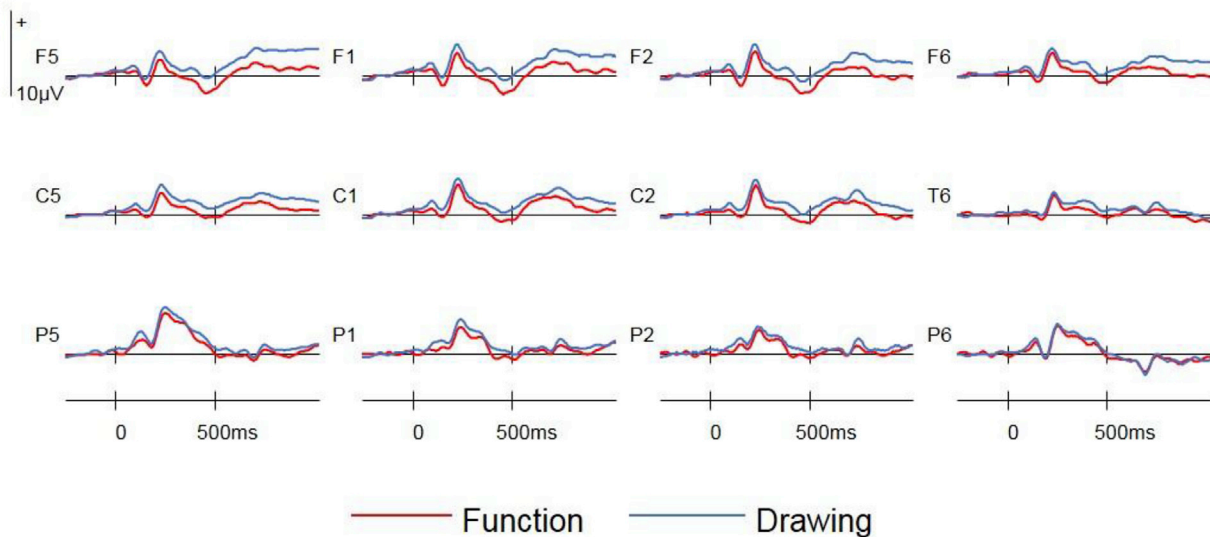 +
10µV
F5 F1 F2 F6
C5 C1 C2 T6
P5 P1 P2 P6
0 500ms 0 500ms 0 500ms 0 500ms
Function Drawing